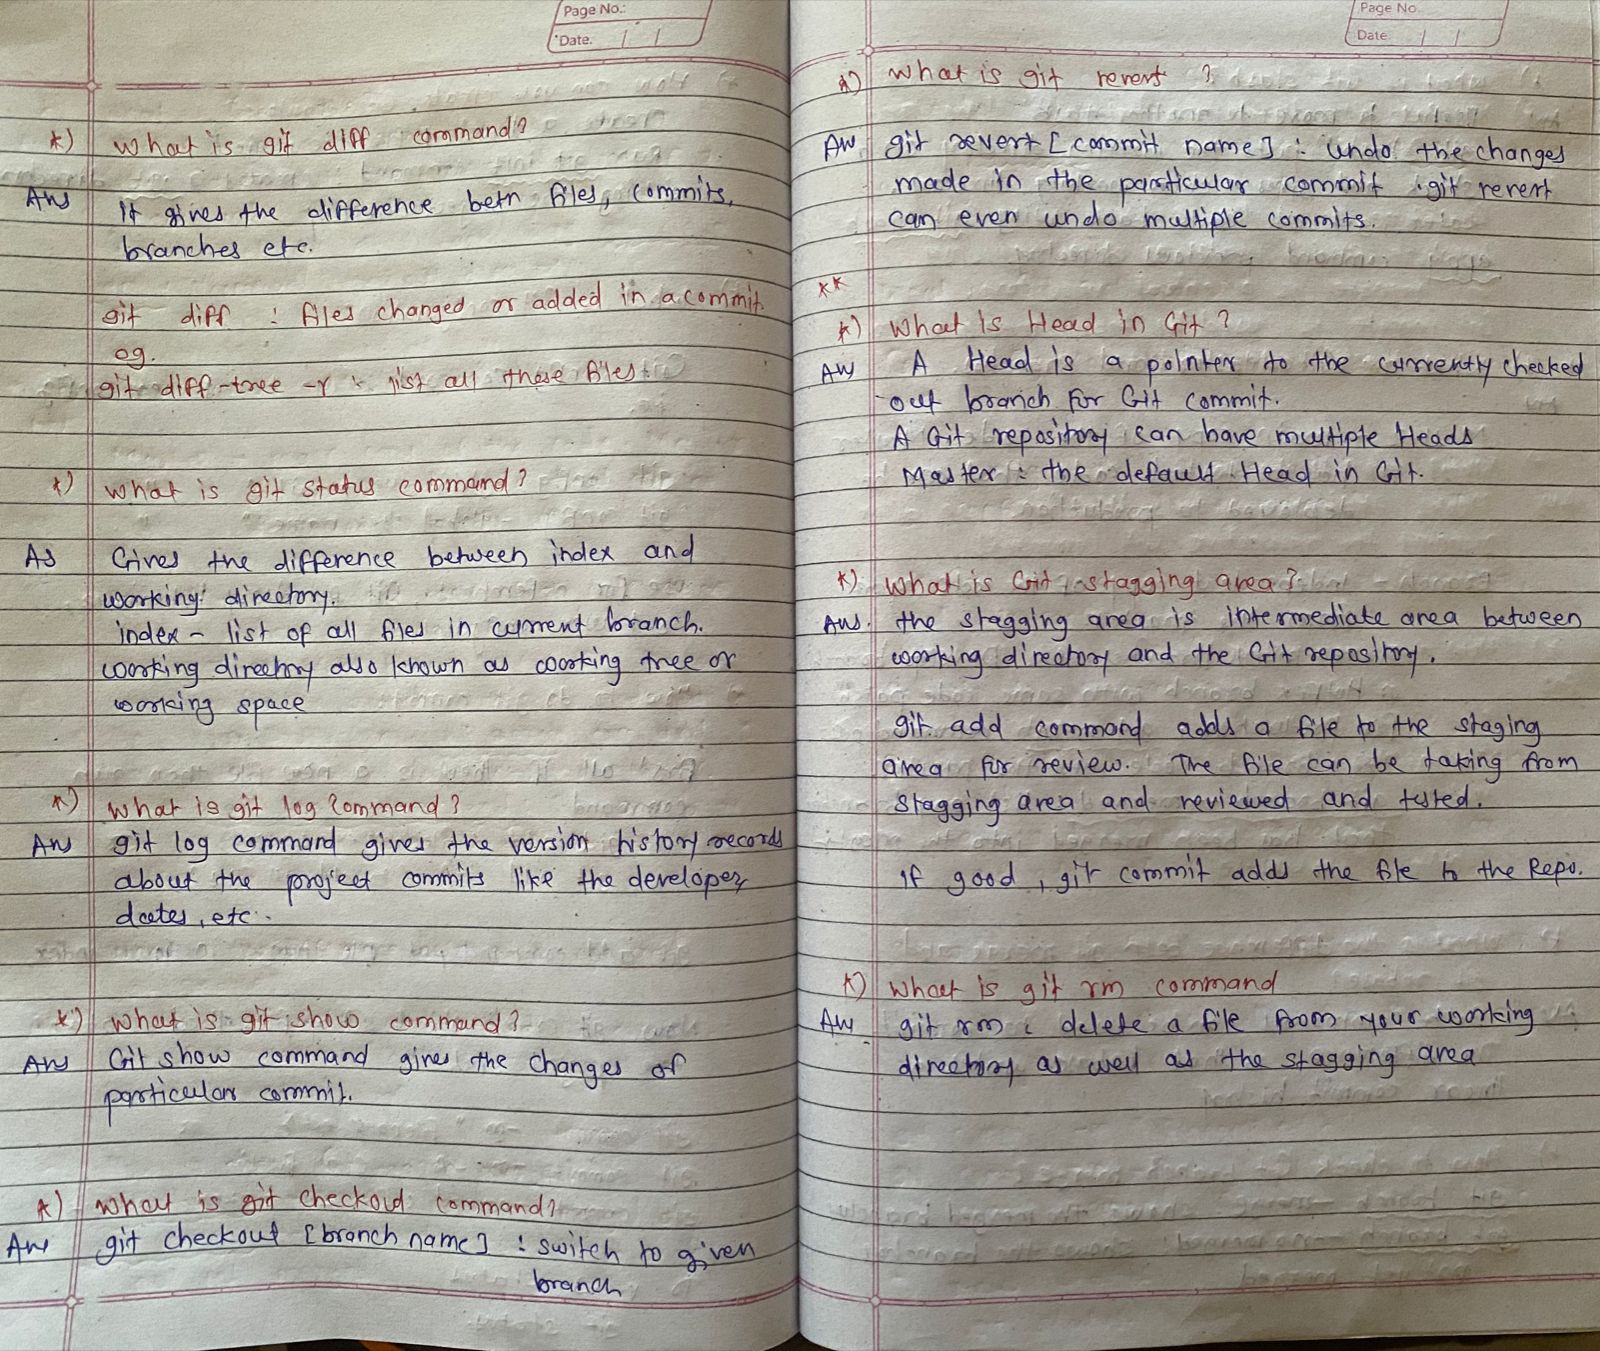 Page No.:
Date. / /
*) What is git diff command?
Ans It gives the difference betn files, commits,
branches etc.
git diff : files changed or added in a commit.
eg.
git diff-tree -r : list all those files.
*) What is git status command?
As Gives the difference between index and
working directory.
index - list of all files in current branch.
working directory also known as working tree or
working space
*) What is git log command?
Ans git log command gives the version history records
about the project commits like the developer,
dates, etc.
*) What is git show command?
Ans Git show command gives the changes of
particular commit.
*) What is git checkout command?
Ans git checkout [branch name] : switch to given
branch
Page No.
Date / /
*) What is git revert ?
Ans git revert [commit name] : undo the changes
made in the particular commit. git revert
can even undo multiple commits.
**
*) What is Head in Git ?
Ans A Head is a pointer to the currently checked
out branch for Git commit.
A Git repository can have multiple Heads
Master : the default Head in Git.
*) What is Git stagging area?
Ans. the stagging area is intermediate area between
working directory and the Git repository.
git add command adds a file to the staging
area for review. The file can be taking from
stagging area and reviewed and tested.
If good, git commit adds the file to the Repo.
*) What is git rm command
Ans git rm : delete a file from your working
directory as well as the stagging area